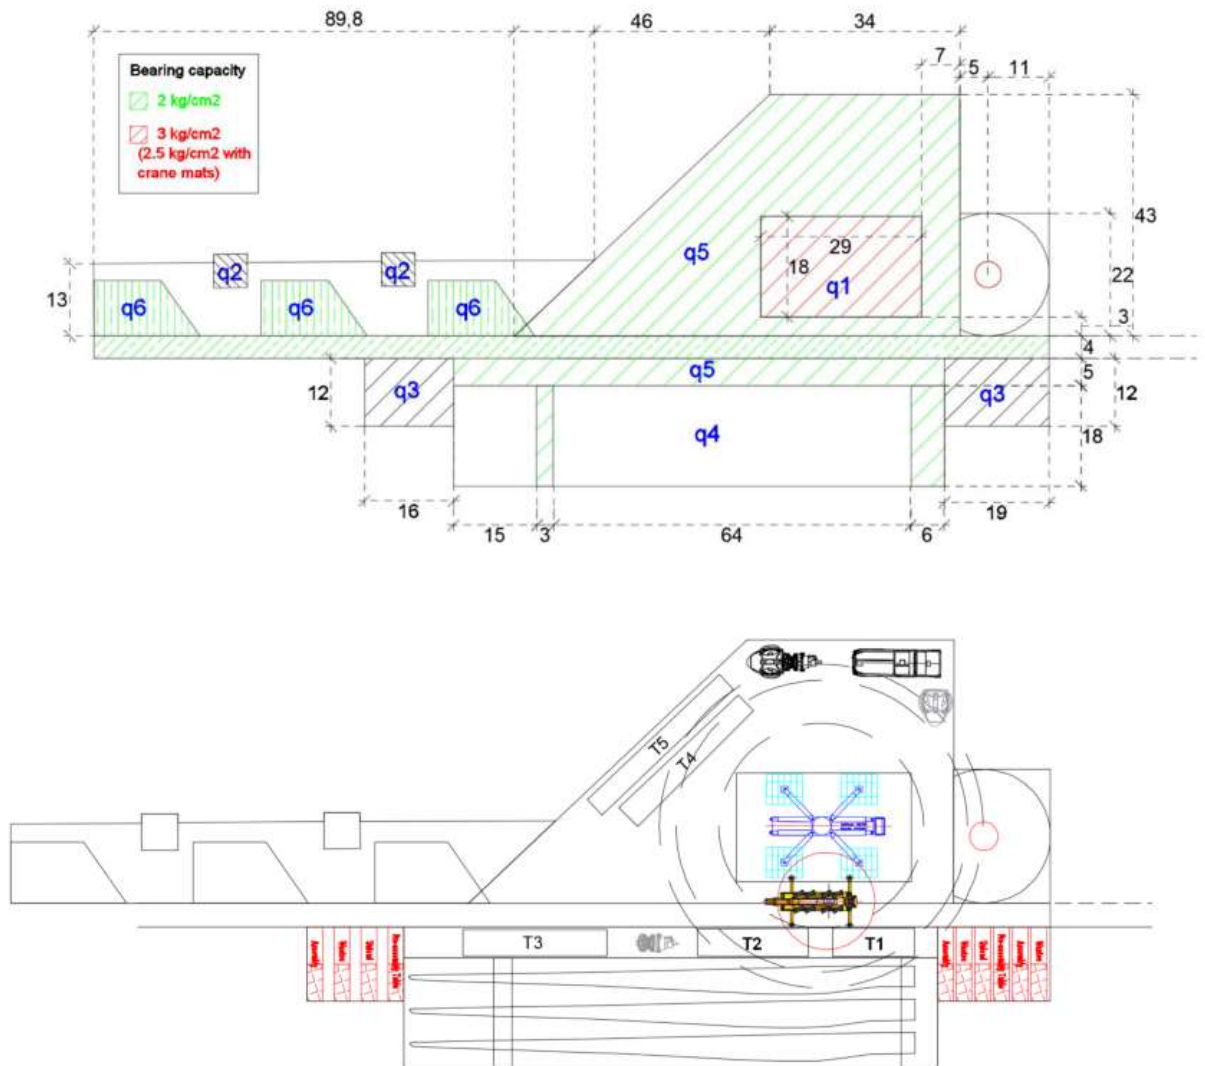 89,8
46
34
7
5
11
Bearing capacity
2 kg/cm2
3 kg/cm2
(2.5 kg/cm2 with
crane mats)
43
q5
29
18
q1
22
q2
q2
13
q6
q6
q6
3
4
q5
5
12
q3
q3
12
q4
18
16
19
15
3
64
6
T5
T4
T3
T2
T1
Assembly